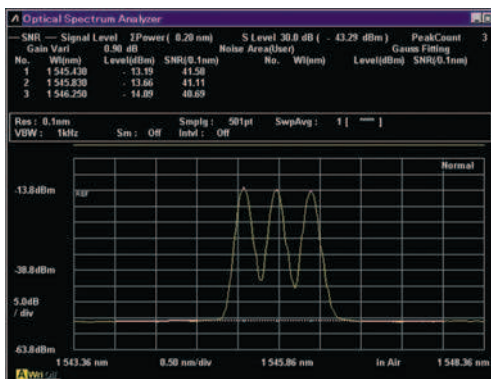 Optical Spectrum Analyzer
SNR — Signal Level ΣPower( 0.20 nm) S Level 30.0 dB ( - 43.29 dBm ) PeakCount 3
Gain Vari 0.90 dB Noise Area(User) Gauss Fitting
No. Wl(nm) Level(dBm) SNR(/0.1nm) No. Wl(nm) Level(dBm) SNR(/0.1nm)
1 1 545.430 - 13.19 41.58
2 1 545.830 - 13.66 41.11
3 1 546.250 - 14.09 40.69
Res : 0.1nm Smplg : 501pt SwpAvg : 1 [ ---- ]
VBW : 1kHz Sm : Off Intvl : Off
Normal
-13.8dBm
REF
-38.8dBm
5.0dB
/ div
-63.8dBm
1 543.36 nm 0.50 nm/div 1 545.86 nm in Air 1 548.36 nm
A Wri